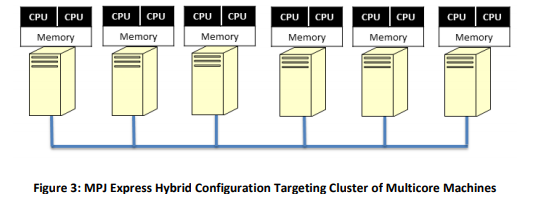 CPU CPU CPU CPU CPU CPU CPU CPU CPU CPU CPU CPU
Memory Memory Memory Memory Memory Memory
Figure 3: MPJ Express Hybrid Configuration Targeting Cluster of Multicore Machines